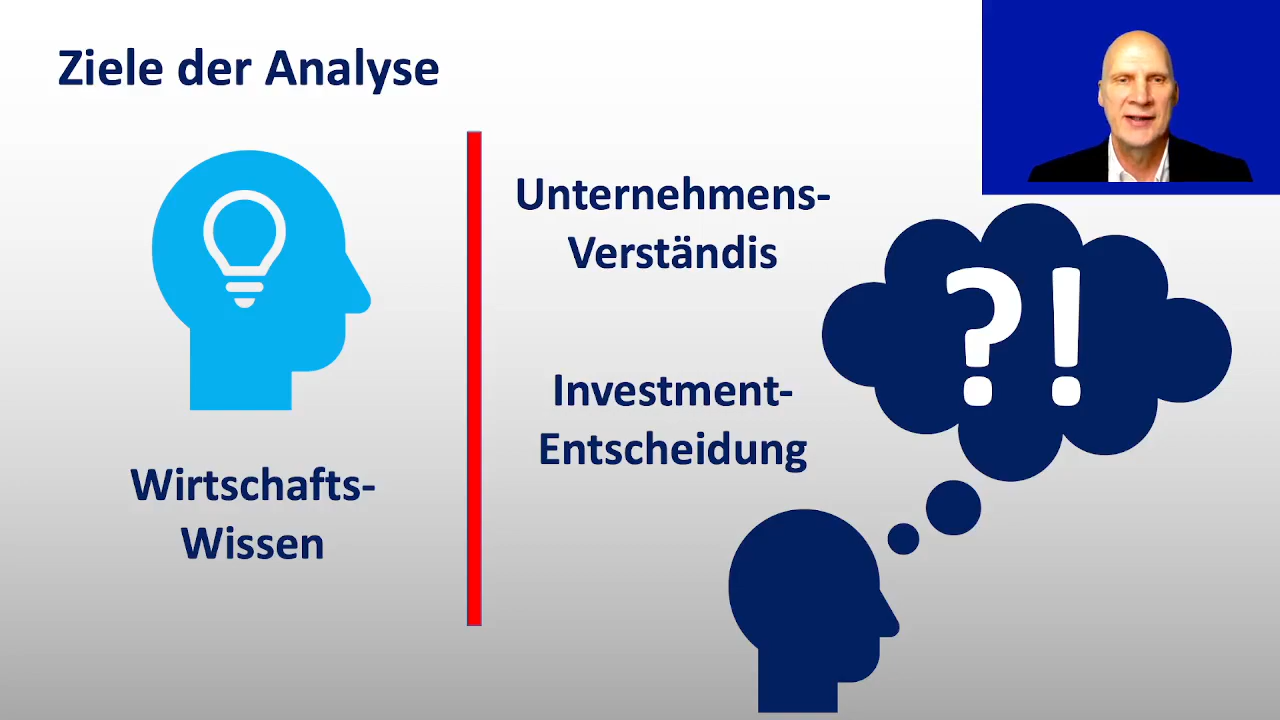 Ziele der Analyse
Wirtschafts-
Wissen
Unternehmens-
Verständis
Investment-
Entscheidung
?!